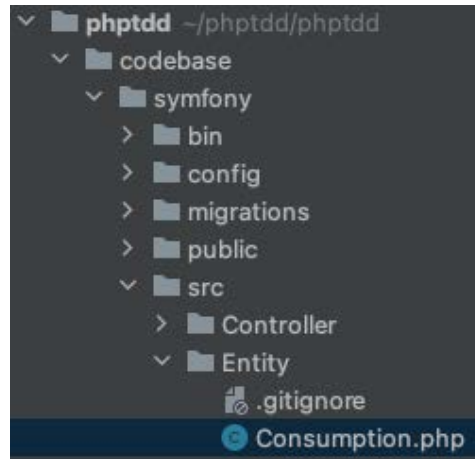 phptdd ~/phptdd/phptdd
codebase
symfony
bin
config
migrations
public
src
Controller
Entity
.gitignore
Consumption.php